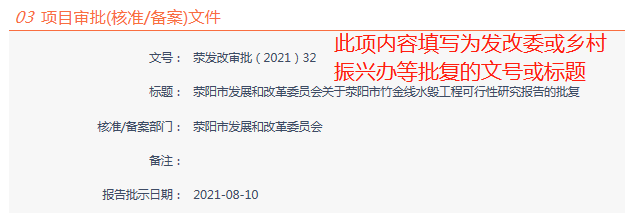 03 项目审批(核准/备案)文件
文号： 荥发改审批（2021）32
此项内容填写为发改委或乡村
振兴办等批复的文号或标题
标题： 荥阳市发展和改革委员会关于荥阳市竹金线水毁工程可行性研究报告的批复
核准/备案部门： 荥阳市发展和改革委员会
备注：
报告批示日期： 2021-08-10